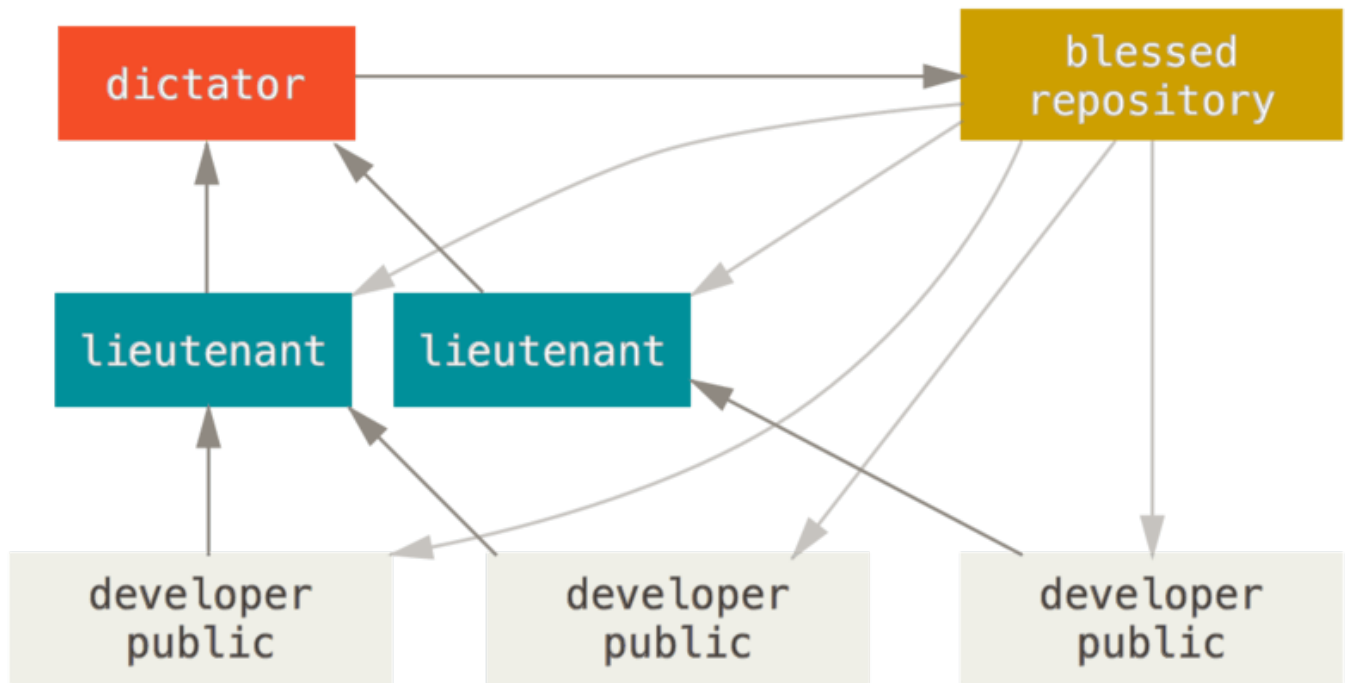 dictator
blessed
repository
lieutenant
lieutenant
developer
public
developer
public
developer
public